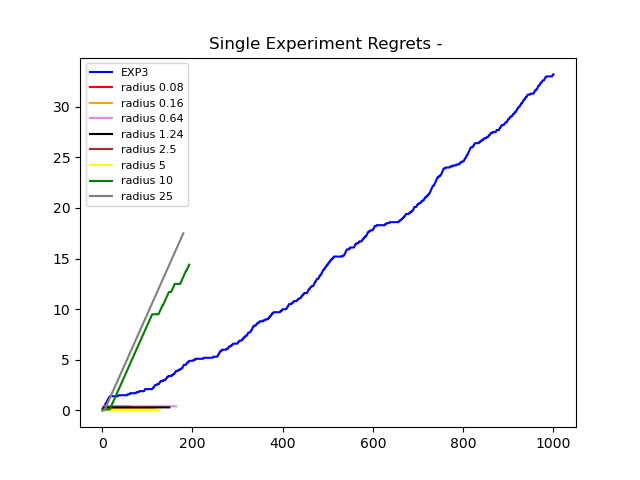 Single Experiment Regrets -
EXP3
radius 0.08
radius 0.16
radius 0.64
radius 1.24
radius 2.5
radius 5
radius 10
radius 25
30
25
20
15
10
5
0
0 200 400 600 800 1000